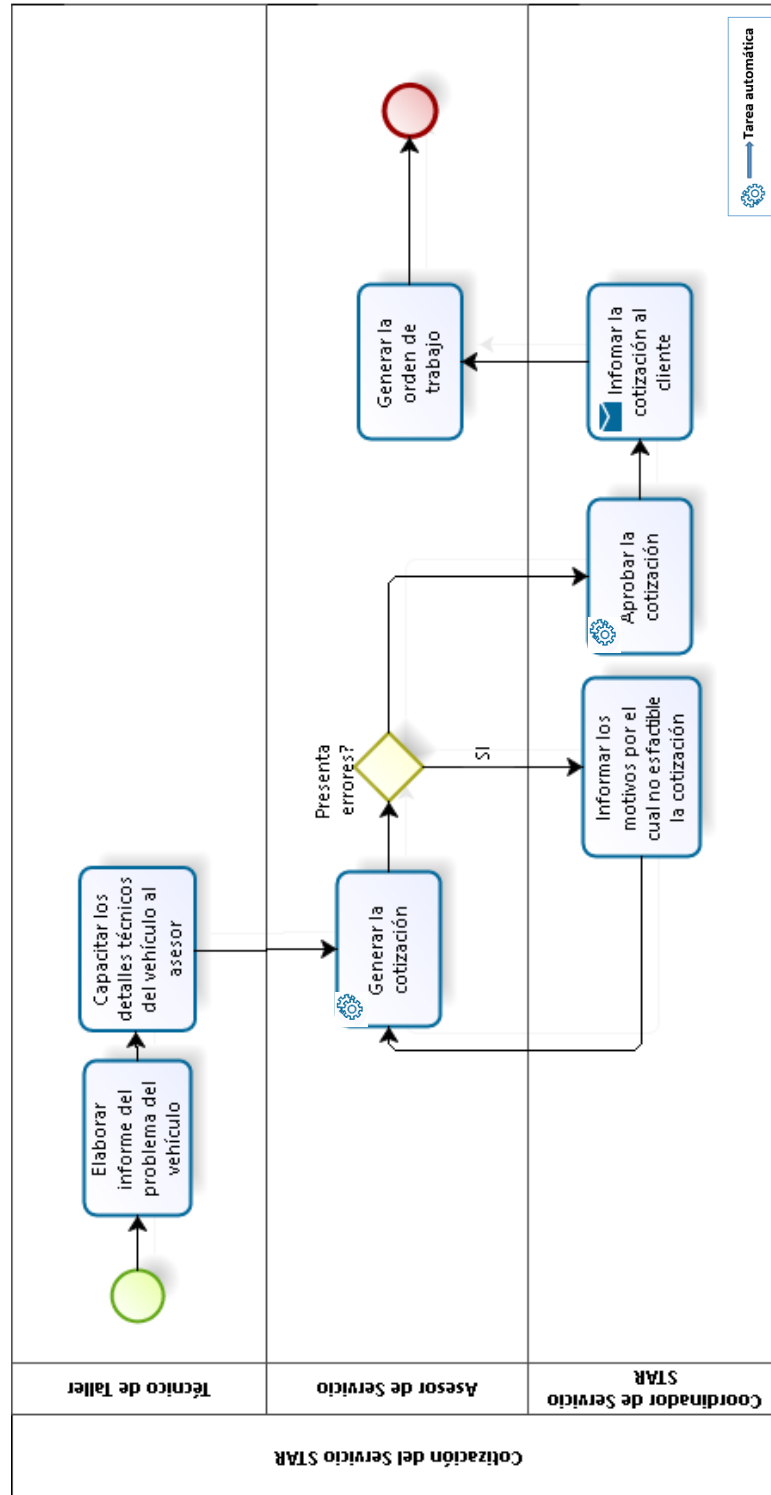 Cotización del Servicio STAR
Técnico de Taller
Elaborar
informe del
problema del
vehículo
Capacitar los
detalles técnicos
del vehículo al
asesor
Asesor de Servicio
Generar la
cotización
Presenta
errores?
SI
Generar la
orden de
trabajo
Coordinador de Servicio
STAR
Informar los
motivos por el
cual no esfactible
la cotización
Aprobar la
cotización
Infomar la
cotización al
cliente
Tarea automática